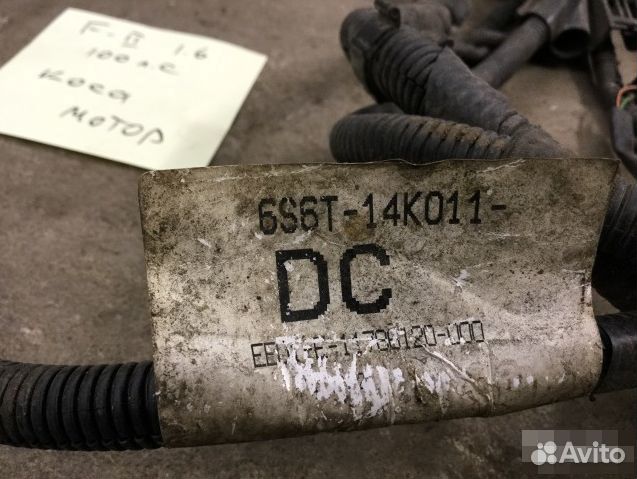 F-II 1.6
100 л.с
коса
мотор
6S6T-14K011-
DC
Avito